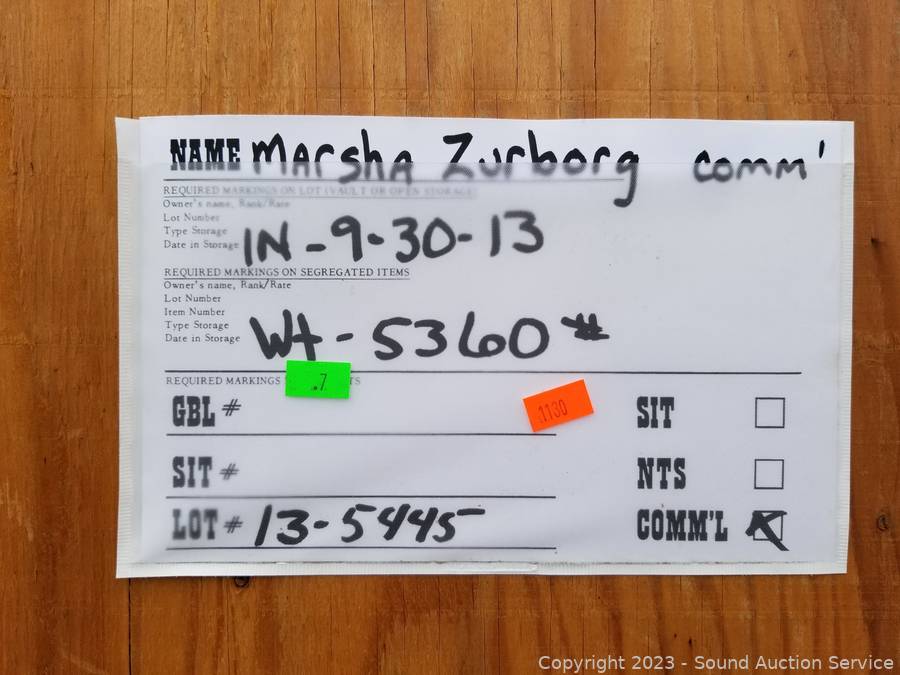 NAME Marsha Zurborg comm'
REQUIRED MARKINGS ON LOT (VAULT OR OPEN STORAGE)
Owner's name, Rank/Rate
Lot Number
Type Storage
Date in Storage IN-9-30-13
REQUIRED MARKINGS ON SEGREGATED ITEMS
Owner's name, Rank/Rate
Lot Number
Item Number
Type Storage
Date in Storage Wt-5360#
REQUIRED MARKINGS
.7
GBL #
1130
SIT
SIT #
NTS
LOT # 13-5445
COMM'L
Copyright 2023 - Sound Auction Service